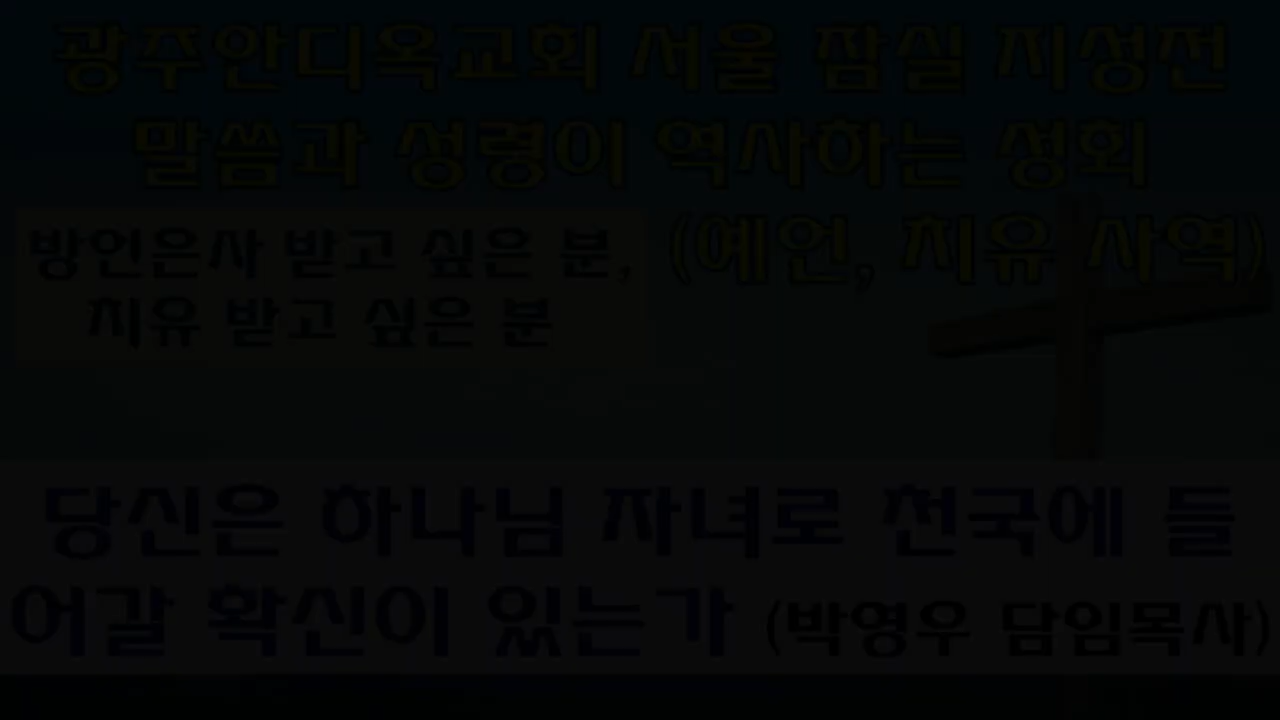 광주안디옥교회 서울 잠실 지성전
말씀과 성령이 역사하는 성회
(예언, 치유 사역)
방언은사 받고 싶은 분,
치유 받고 싶은 분
당신은 하나님 자녀로 천국에 들
어갈 확신이 있는가 (박영우 담임목사)